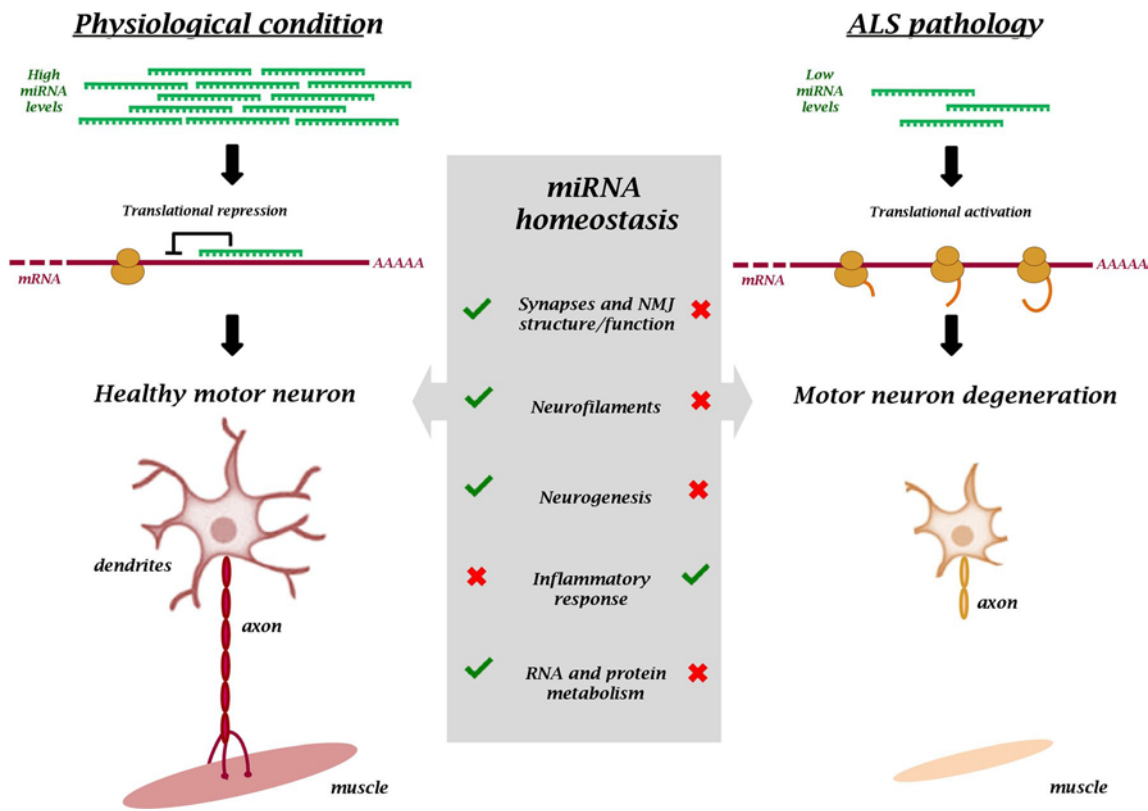 Physiological condition
High
miRNA
levels
Translational repression
mRNA
AAAAA
Healthy motor neuron
dendrites
axon
muscle
miRNA
homeostasis
Synapses and NMJ
structure/function
Neurofilaments
Neurogenesis
Inflammatory
response
RNA and protein
metabolism
ALS pathology
Low
miRNA
levels
Translational activation
mRNA
AAAAA
Motor neuron degeneration
axon
muscle